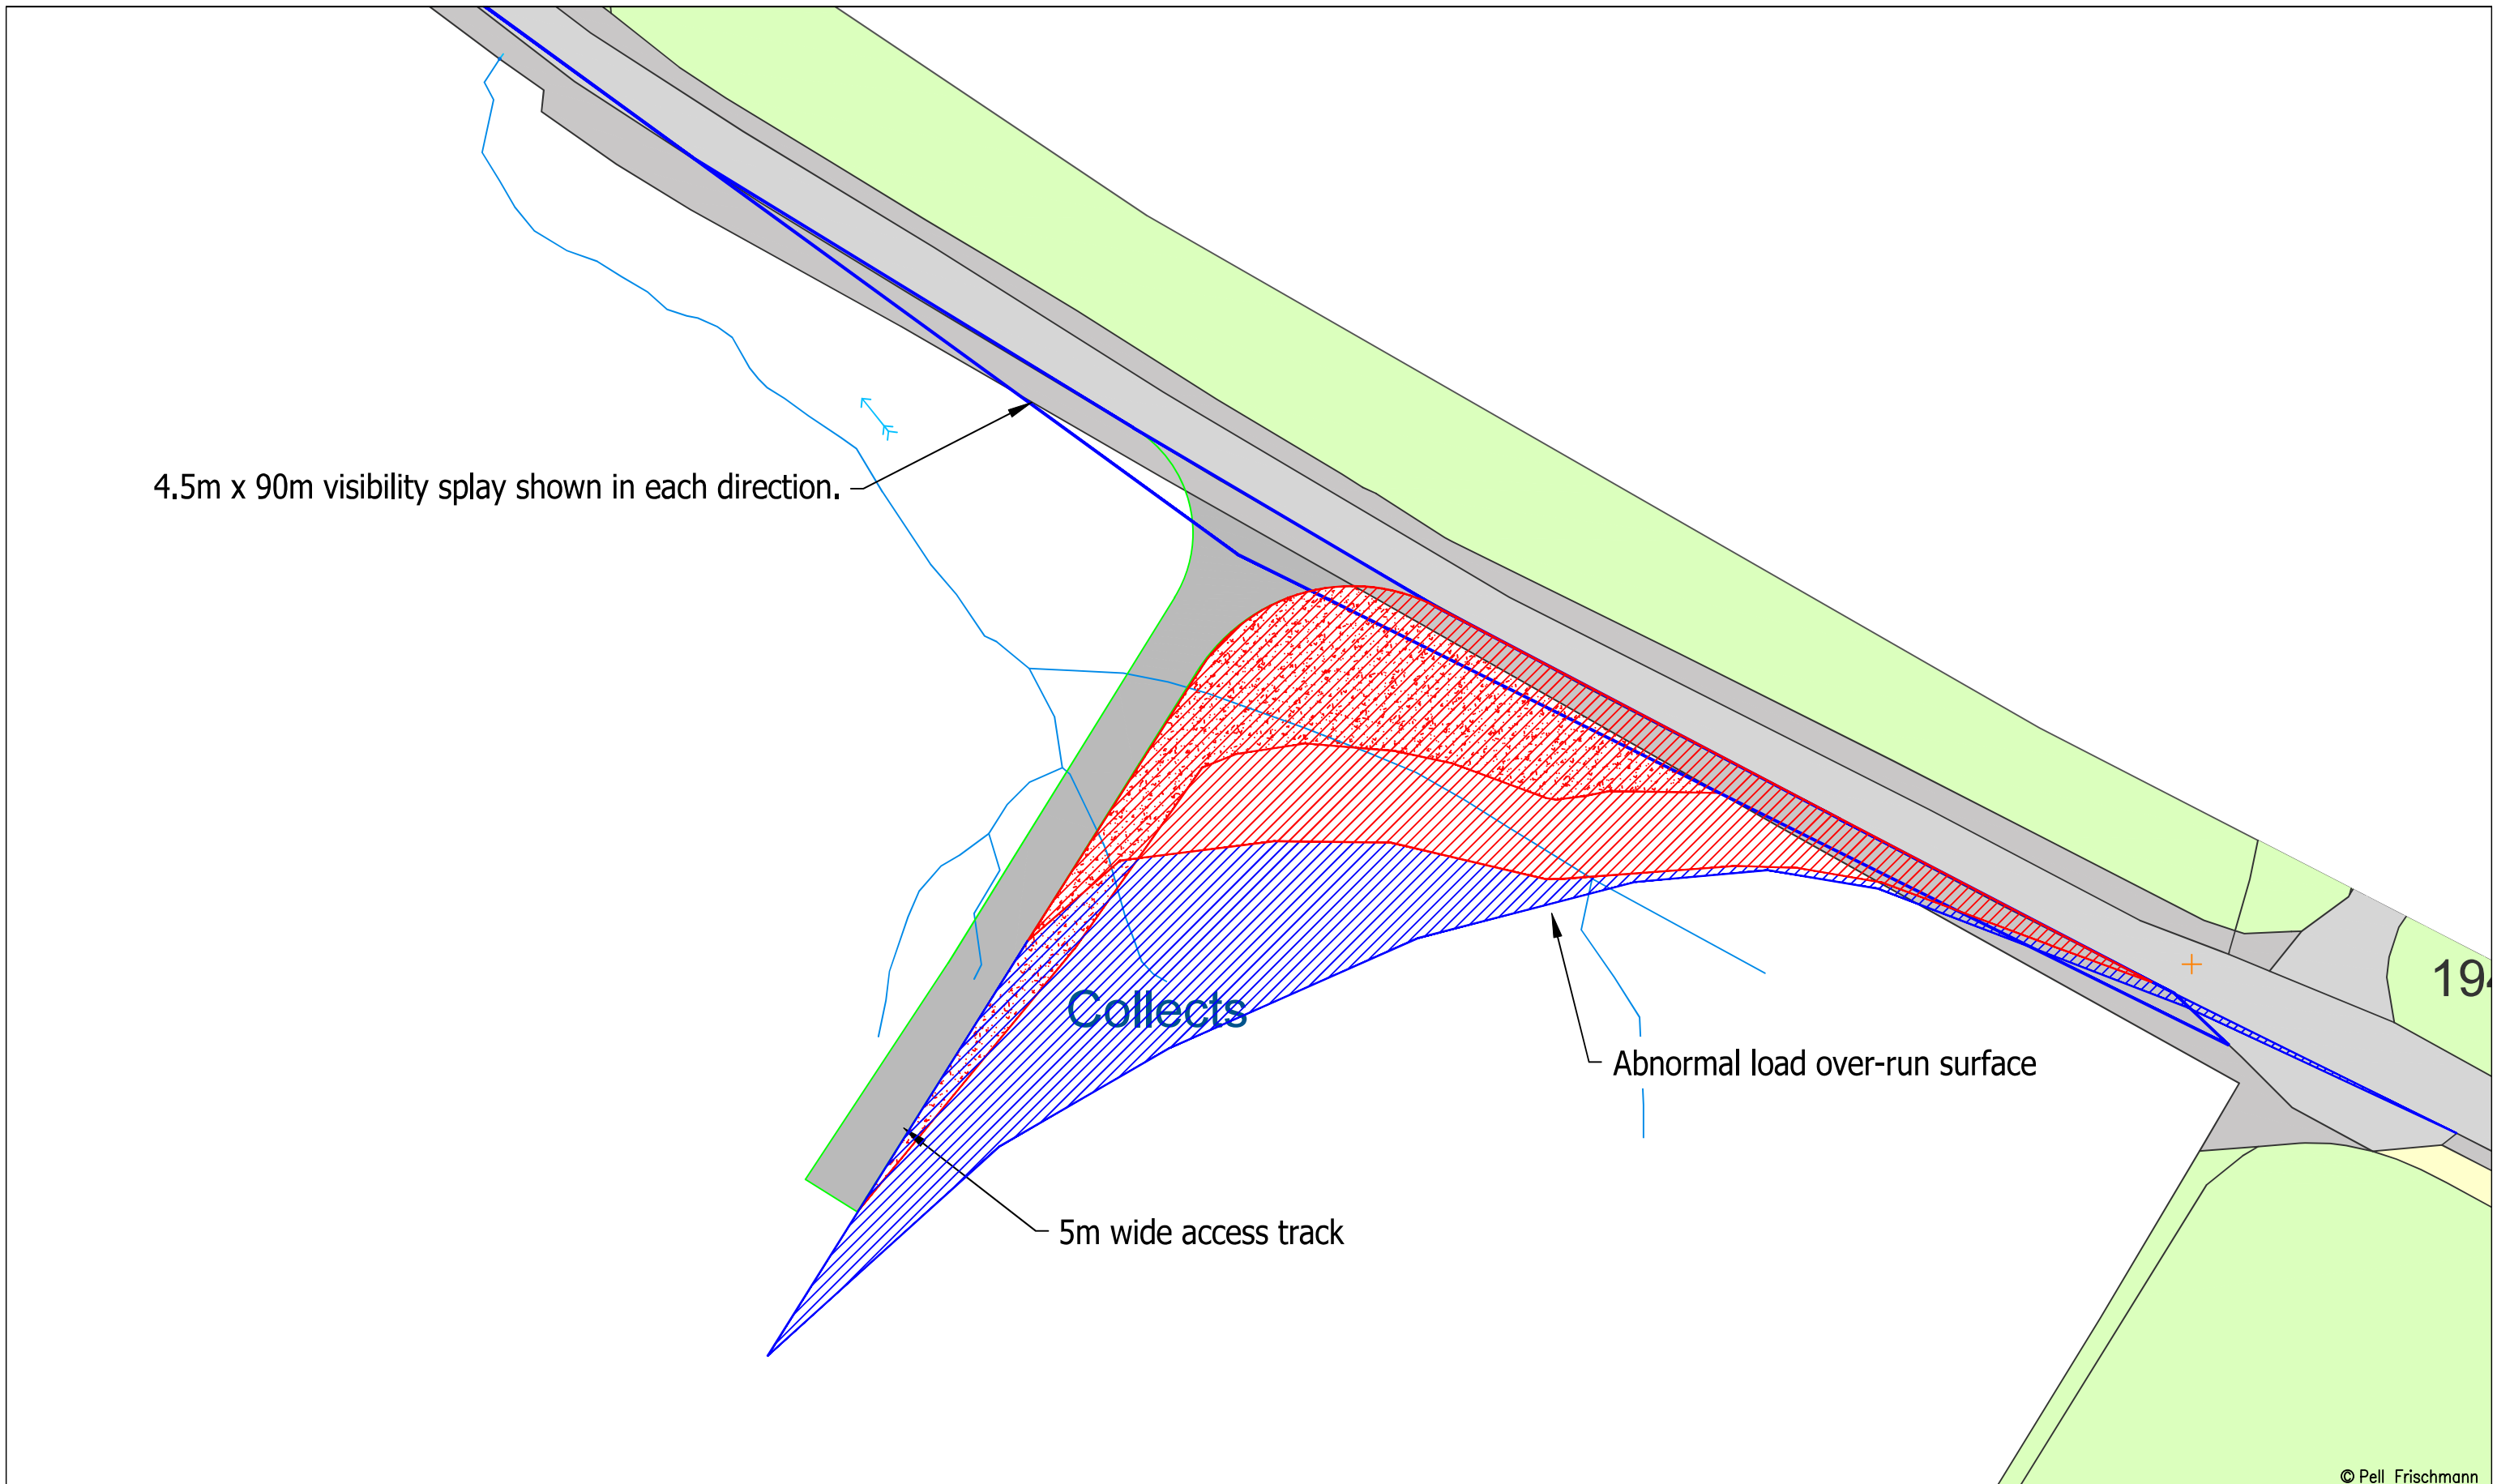 4.5m x 90m visibility splay shown in each direction.
Collects
Abnormal load over-run surface
5m wide access track
© Pell Frischmann